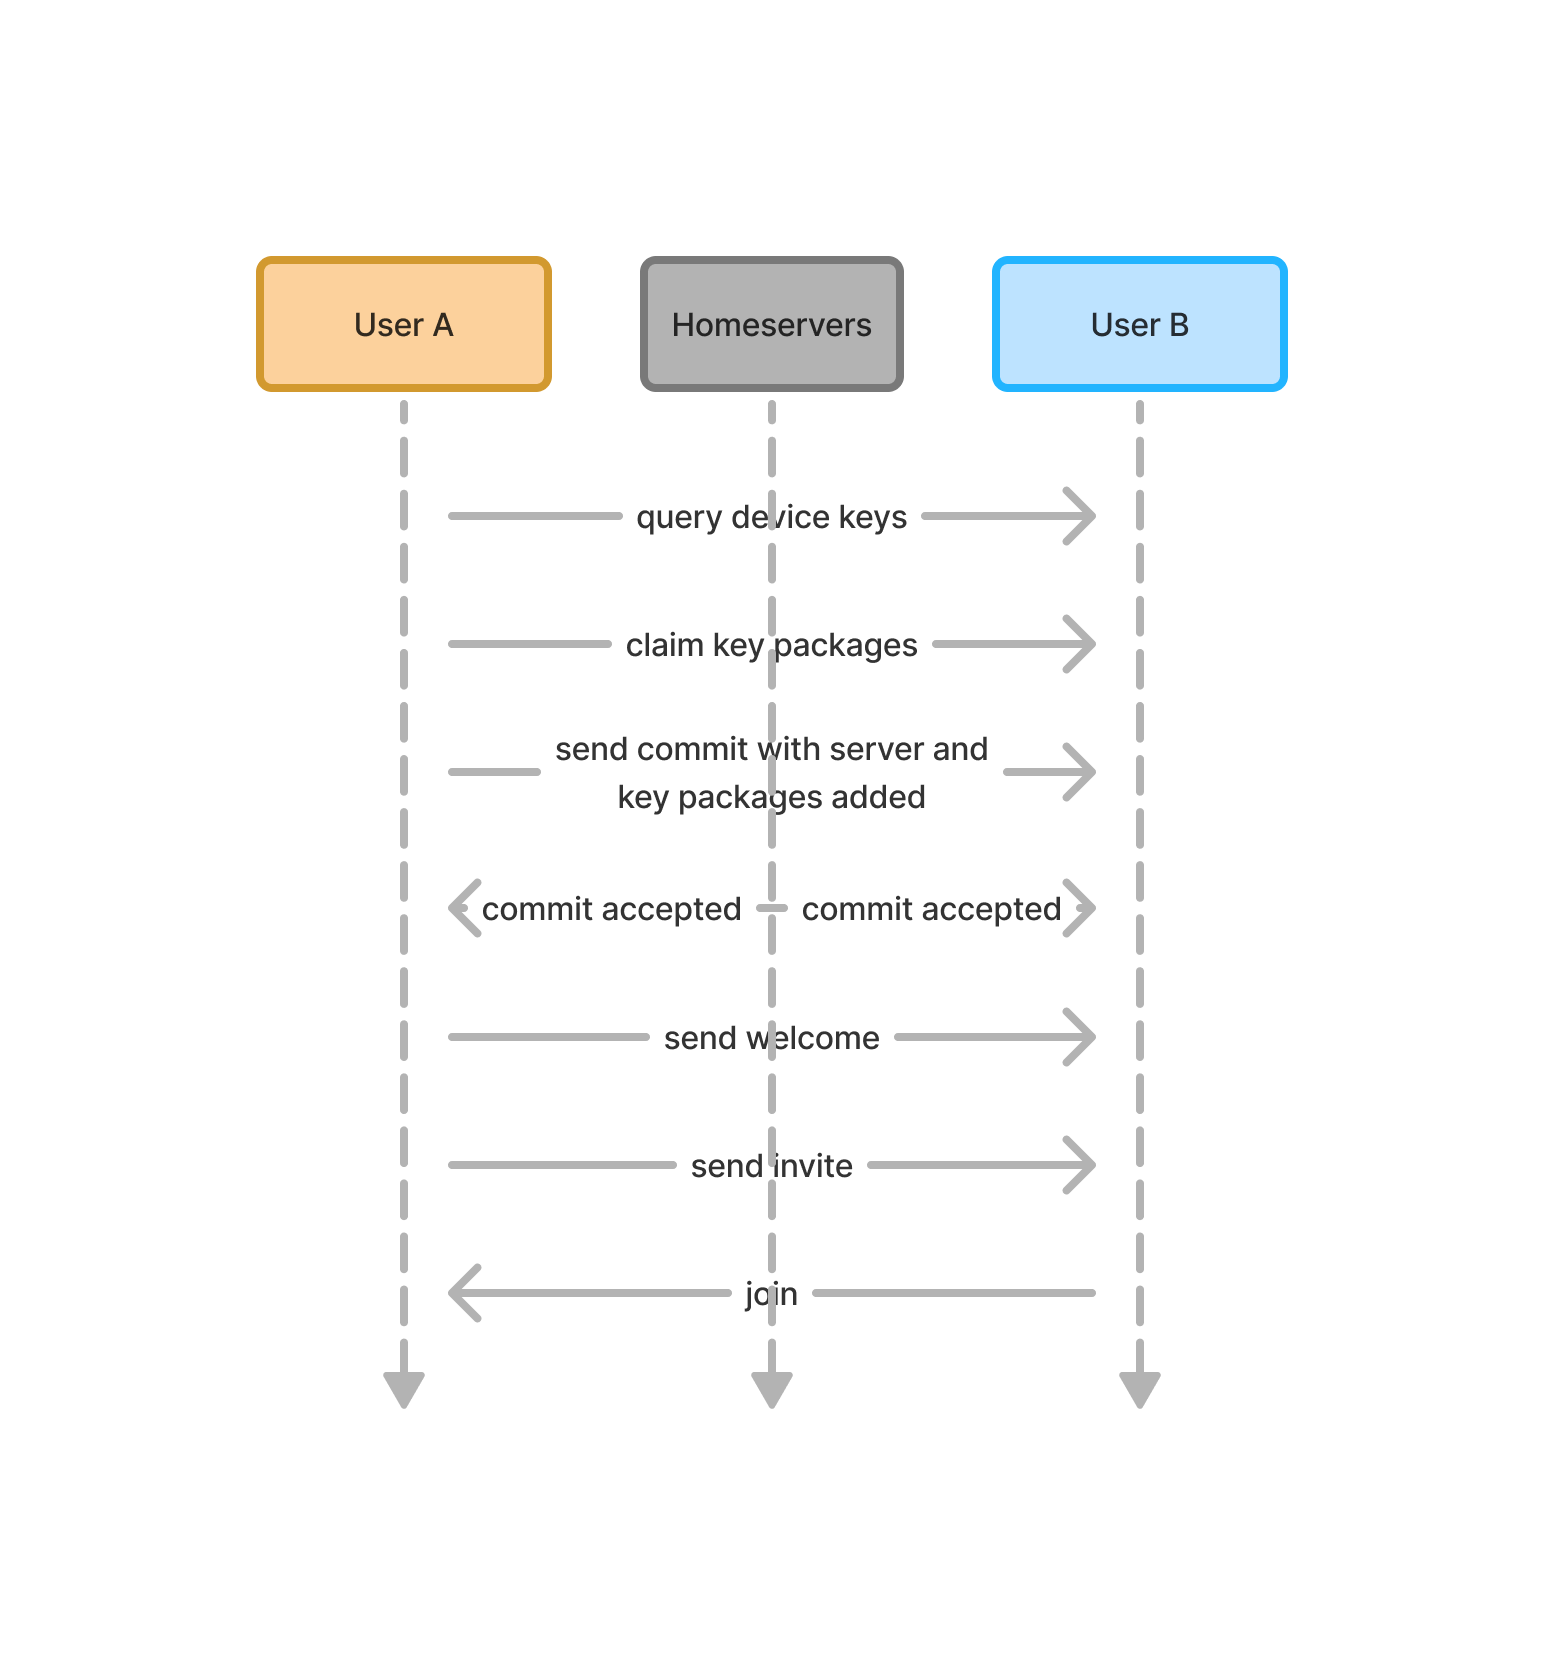 User A
Homeservers
User B
query device keys
claim key packages
send commit with server and
key packages added
commit accepted
commit accepted
send welcome
send invite
join